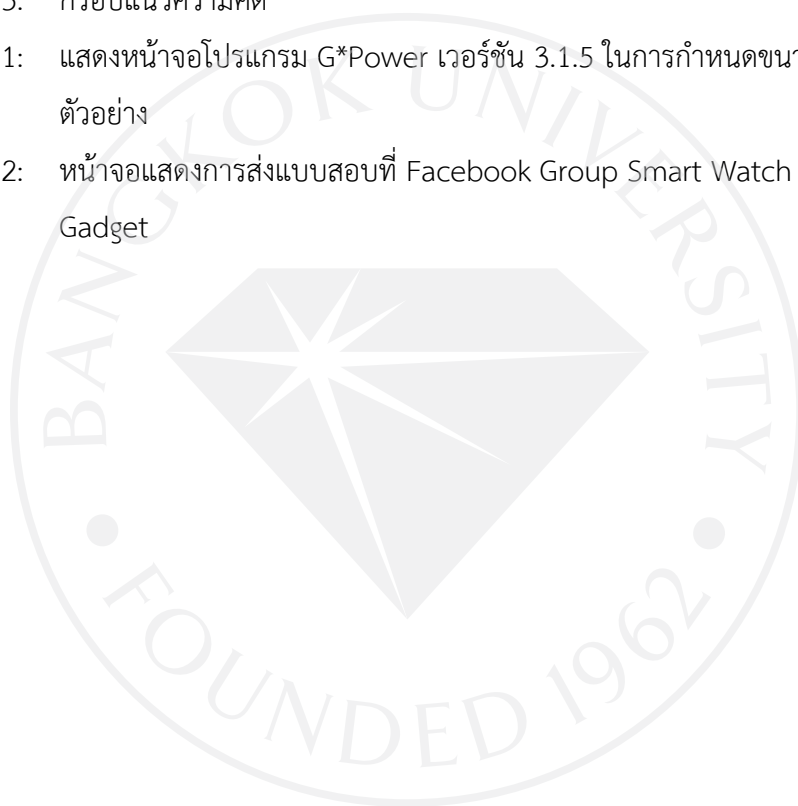 กรอบแนวความคิด
1: แสดงหน้าจอโปรแกรม G*Power เวอร์ชัน 3.1.5 ในการกำหนดขนา
ตัวอย่าง
2: หน้าจอแสดงการส่งแบบสอบที่ Facebook Group Smart Watch
Gadget
BANGKOK UNIVERSITY
FOUNDED 1962